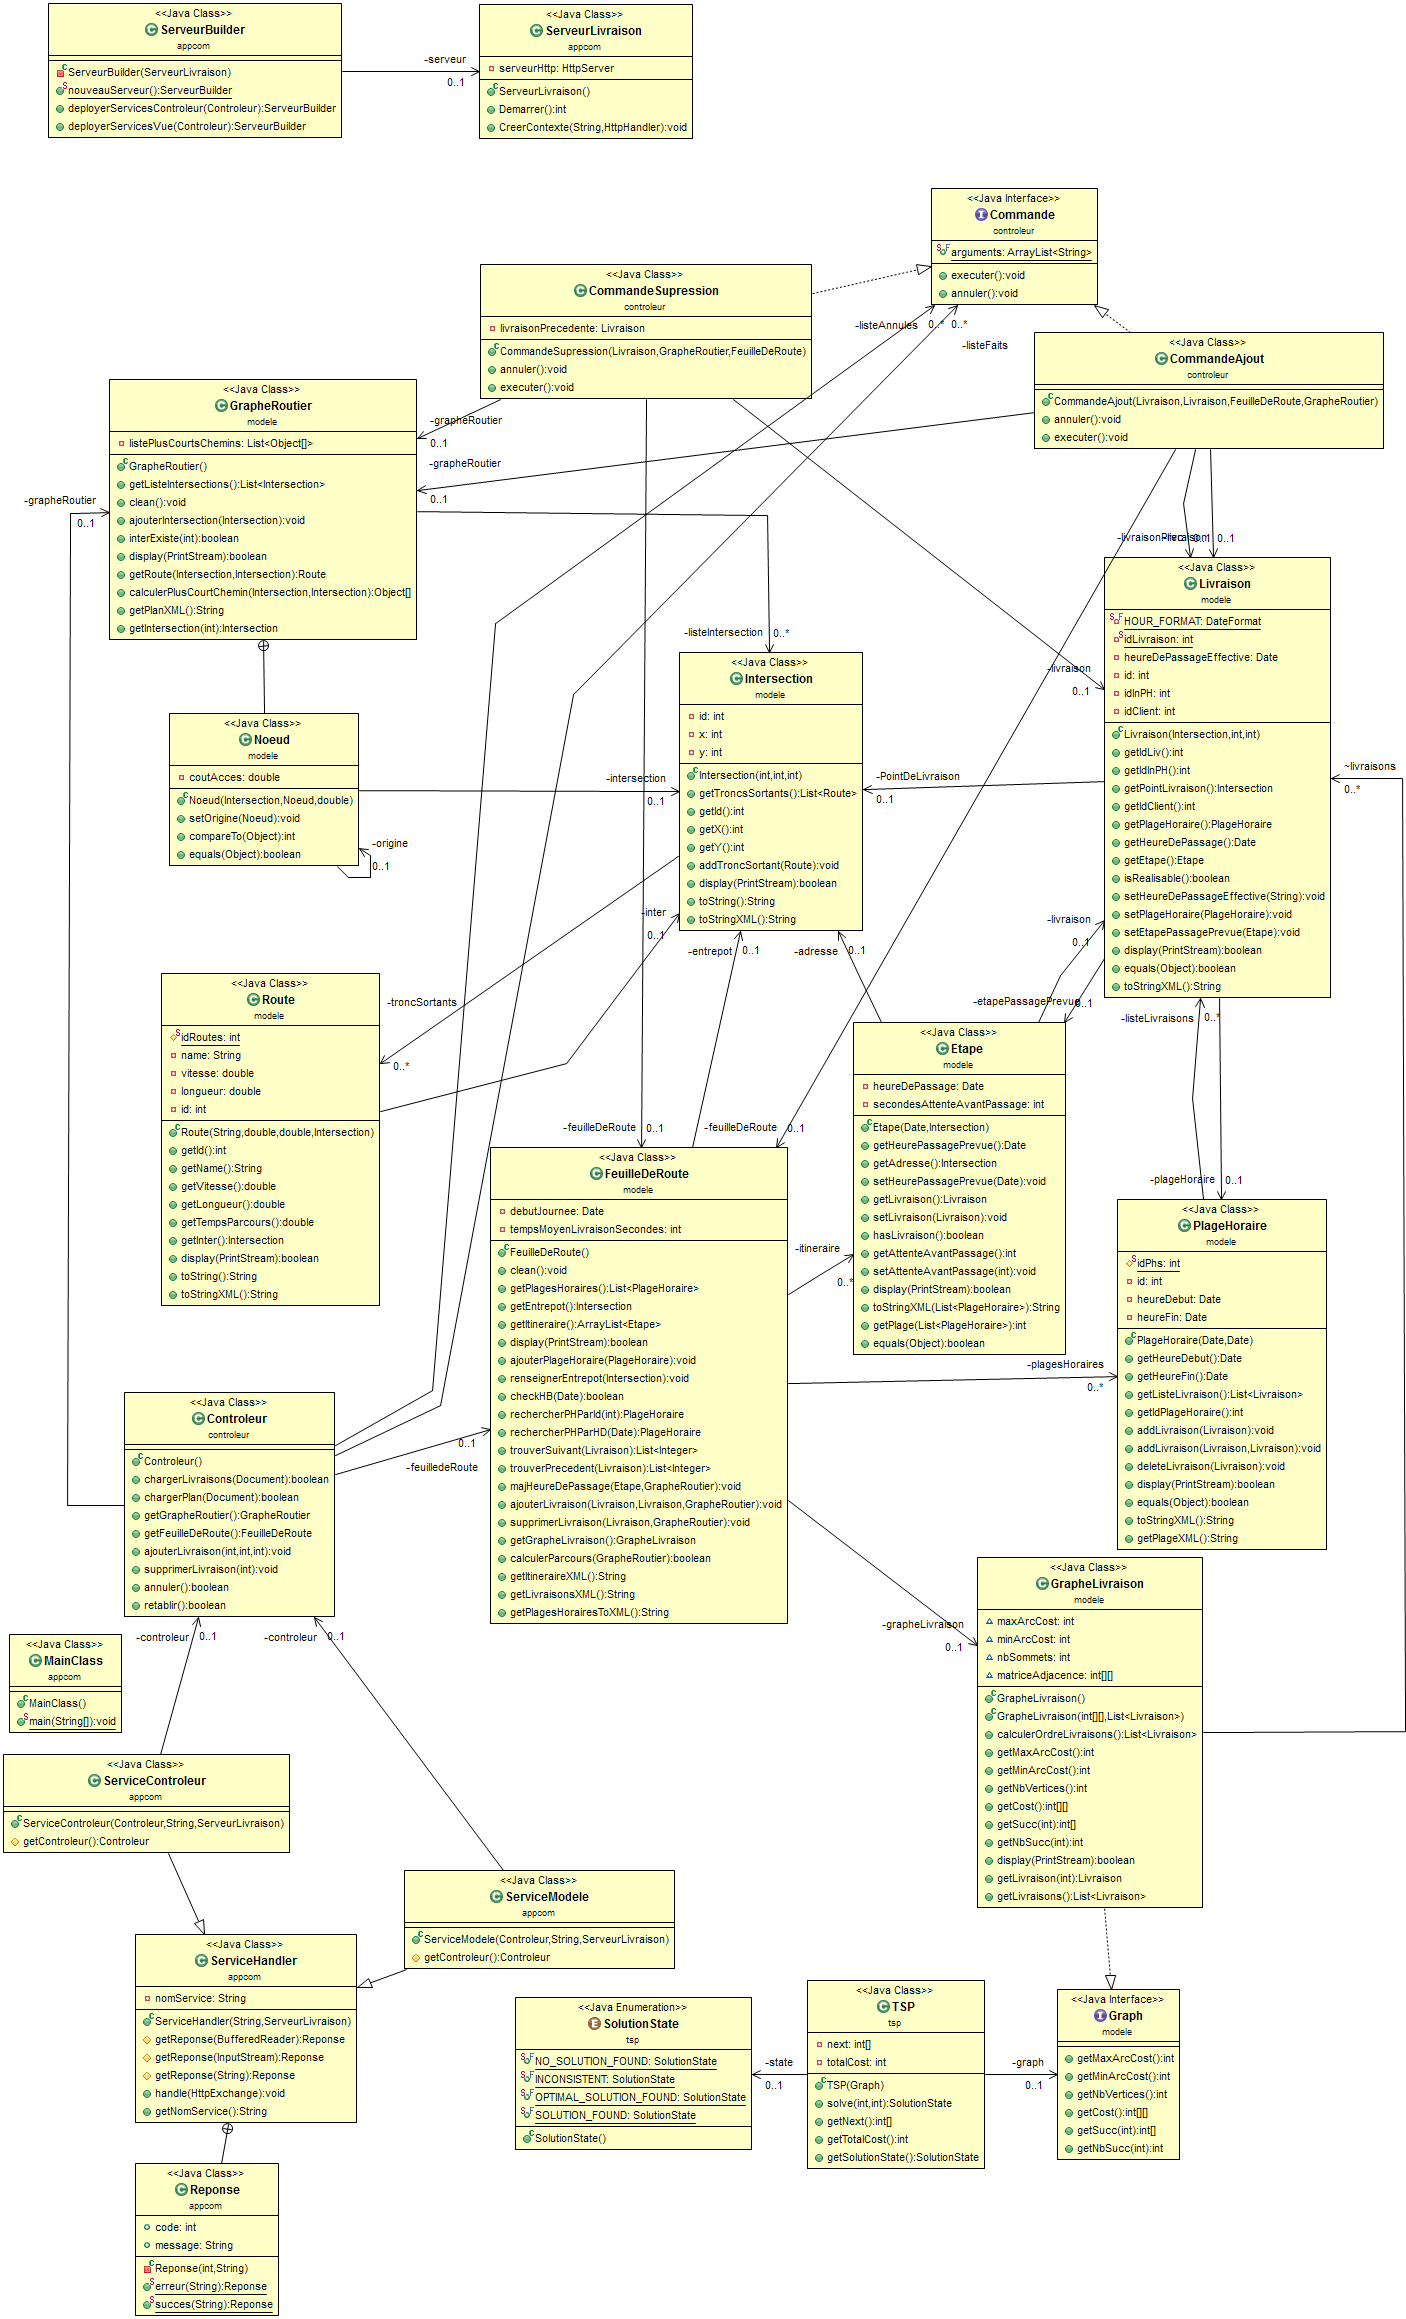 <<Java Class>>
ServeurBuilder
appcom
ServeurBuilder(ServeurLivraison)
nouveauServeur():ServeurBuilder
deployerServicesControleur(Controleur):ServeurBuilder
deployerServicesVue(Controleur):ServeurBuilder
-serveur
0..1
<<Java Class>>
ServeurLivraison
appcom
serveurHttp: HttpServer
ServeurLivraison()
Demarrer():int
CreerContexte(String,HttpHandler):void
<<Java Interface>>
Commande
controleur
arguments: ArrayList<String>
executer():void
annuler():void
<<Java Class>>
CommandeSupression
controleur
livraisonPrecedente: Livraison
CommandeSupression(Livraison,GrapheRoutier,FeuilleDeRoute)
annuler():void
executer():void
-listeAnnules
0..*
0..*
-listeFaits
<<Java Class>>
CommandeAjout
controleur
CommandeAjout(Livraison,Livraison,FeuilleDeRoute,GrapheRoutier)
annuler():void
executer():void
<<Java Class>>
GrapheRoutier
modele
listePlusCourtsChemins: List<Object[]>
GrapheRoutier()
getListeIntersections():List<Intersection>
clean():void
ajouterIntersection(Intersection):void
interExiste(int):boolean
display(PrintStream):boolean
getRoute(Intersection,Intersection):Route
calculerPlusCourtChemin(Intersection,Intersection):Object[]
getPlanXML():String
getIntersection(int):Intersection
-grapheRoutier
0..1
-grapheRoutier
0..1
-grapheRoutier
0..1
-livraison
0..1
0..1
<<Java Class>>
Livraison
modele
HOUR_FORMAT: DateFormat
idLivraison: int
heureDePassageEffective: Date
id: int
idInPH: int
idClient: int
Livraison(Intersection,int,int)
getIdLiv():int
getIdInPH():int
getPointLivraison():Intersection
getIdClient():int
getPlageHoraire():PlageHoraire
getHeureDePassage():Date
getEtape():Etape
isRealisable():boolean
setHeureDePassageEffective(String):void
setPlageHoraire(PlageHoraire):void
setEtapePassagePrevue(Etape):void
display(PrintStream):boolean
equals(Object):boolean
toStringXML():String
-listeIntersection
0..*
<<Java Class>>
Intersection
modele
id: int
x: int
y: int
Intersection(int,int,int)
getTroncsSortants():List<Route>
getId():int
getX():int
getY():int
addTroncSortant(Route):void
display(PrintStream):boolean
toString():String
toStringXML():String
-livraison
0..1
<<Java Class>>
Noeud
modele
coutAcces: double
Noeud(Intersection,Noeud,double)
setOrigine(Noeud):void
compareTo(Object):int
equals(Object):boolean
-intersection
0..1
-origine
0..1
-PointDeLivraison
0..1
~livraisons
0..*
-inter
0..1
-entrepot
0..1
-adresse
0..1
-livraison
0..1
-etapePassagePrevue
0..1
-listeLivraisons
0..*
<<Java Class>>
Route
modele
idRoutes: int
name: String
vitesse: double
longueur: double
id: int
Route(String,double,double,Intersection)
getId():int
getName():String
getVitesse():double
getLongueur():double
getTempsParcours():double
getInter():Intersection
display(PrintStream):boolean
toString():String
toStringXML():String
-troncSortants
0..*
<<Java Class>>
Etape
modele
heureDePassage: Date
secondesAttenteAvantPassage: int
Etape(Date,Intersection)
getHeurePassagePrevue():Date
getAdresse():Intersection
setHeurePassagePrevue(Date):void
getLivraison():Livraison
setLivraison(Livraison):void
hasLivraison():boolean
getAttenteAvantPassage():int
setAttenteAvantPassage(int):void
display(PrintStream):boolean
toStringXML(List<PlageHoraire>):String
getPlage(List<PlageHoraire>):int
equals(Object):boolean
-feuilleDeRoute
0..1
-feuilleDeRoute
0..1
<<Java Class>>
FeuilleDeRoute
modele
debutJournee: Date
tempsMoyenLivraisonSecondes: int
FeuilleDeRoute()
clean():void
getPlagesHoraires():List<PlageHoraire>
getEntrepot():Intersection
getItineraire():ArrayList<Etape>
display(PrintStream):boolean
ajouterPlageHoraire(PlageHoraire):void
renseignerEntrepot(Intersection):void
checkHB(Date):boolean
rechercherPHParId(int):PlageHoraire
rechercherPHParHD(Date):PlageHoraire
trouverSuivant(Livraison):List<Integer>
trouverPrecedent(Livraison):List<Integer>
majHeureDePassage(Etape,GrapheRoutier):void
ajouterLivraison(Livraison,Livraison,GrapheRoutier):void
supprimerLivraison(Livraison,GrapheRoutier):void
getGrapheLivraison():GrapheLivraison
calculerParcours(GrapheRoutier):boolean
getItineraireXML():String
getLivraisonsXML():String
getPlagesHorairesToXML():String
-itineraire
0..*
-plageHoraire
0..1
<<Java Class>>
PlageHoraire
modele
idPhs: int
id: int
heureDebut: Date
heureFin: Date
PlageHoraire(Date,Date)
getHeureDebut():Date
getHeureFin():Date
getListeLivraison():List<Livraison>
getIdPlageHoraire():int
addLivraison(Livraison):void
addLivraison(Livraison,Livraison):void
deleteLivraison(Livraison):void
display(PrintStream):boolean
equals(Object):boolean
toStringXML():String
getPlageXML():String
-plagesHoraires
0..*
<<Java Class>>
Controleur
controleur
Controleur()
chargerLivraisons(Document):boolean
chargerPlan(Document):boolean
getGrapheRoutier():GrapheRoutier
getFeuilleDeRoute():FeuilleDeRoute
ajouterLivraison(int,int,int):void
supprimerLivraison(int):void
annuler():boolean
retablir():boolean
0..1
-feuilledeRoute
-grapheLivraison
0..1
<<Java Class>>
GrapheLivraison
modele
maxArcCost: int
minArcCost: int
nbSommets: int
matriceAdjacence: int[][]
GrapheLivraison()
GrapheLivraison(int[][],List<Livraison>)
calculerOrdreLivraisons():List<Livraison>
getMaxArcCost():int
getMinArcCost():int
getNbVertices():int
getCost():int[][]
getSucc(int):int[]
getNbSucc(int):int
display(PrintStream):boolean
getLivraison(int):Livraison
getLivraisons():List<Livraison>
-controleur
0..1
-controleur
0..1
<<Java Class>>
MainClass
appcom
MainClass()
main(String[]):void
<<Java Class>>
ServiceControleur
appcom
ServiceControleur(Controleur,String,ServeurLivraison)
getControleur():Controleur
<<Java Class>>
ServiceModele
appcom
ServiceModele(Controleur,String,ServeurLivraison)
getControleur():Controleur
<<Java Class>>
ServiceHandler
appcom
nomService: String
ServiceHandler(String,ServeurLivraison)
getReponse(BufferedReader):Reponse
getReponse(InputStream):Reponse
getReponse(String):Reponse
handle(HttpExchange):void
getNomService():String
<<Java Enumeration>>
SolutionState
tsp
NO_SOLUTION_FOUND: SolutionState
INCONSISTENT: SolutionState
OPTIMAL_SOLUTION_FOUND: SolutionState
SOLUTION_FOUND: SolutionState
SolutionState()
-state
0..1
<<Java Class>>
TSP
tsp
next: int[]
totalCost: int
TSP(Graph)
solve(int,int):SolutionState
getNext():int[]
getTotalCost():int
getSolutionState():SolutionState
-graph
0..1
<<Java Interface>>
Graph
modele
getMaxArcCost():int
getMinArcCost():int
getNbVertices():int
getCost():int[][]
getSucc(int):int[]
getNbSucc(int):int
<<Java Class>>
Reponse
appcom
code: int
message: String
Reponse(int,String)
erreur(String):Reponse
succes(String):Reponse